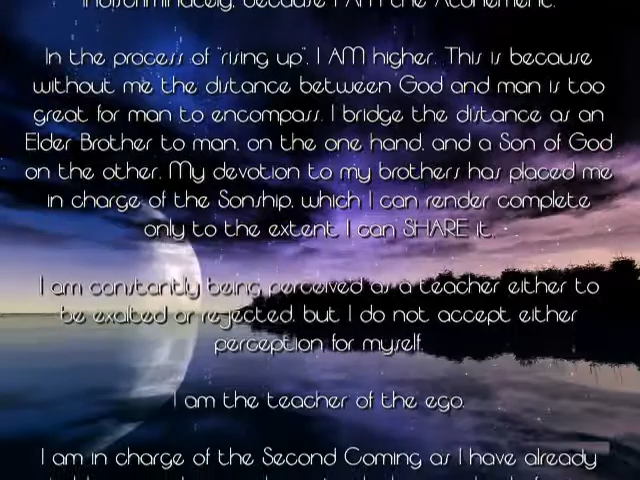 indiscriminately, because I AM the Atonement.
In the process of "rising up", I AM higher. This is because
without me the distance between God and man is too
great for man to encompass. I bridge the distance as an
Elder Brother to man, on the one hand, and a Son of God
on the other. My devotion to my brothers has placed me
in charge of the Sonship, which I can render complete
only to the extent I can SHARE it.
I am constantly being perceived as a teacher either to
be exalted or rejected, but I do not accept either
perception for myself.
I am the teacher of the ego.
I am in charge of the Second Coming as I have already